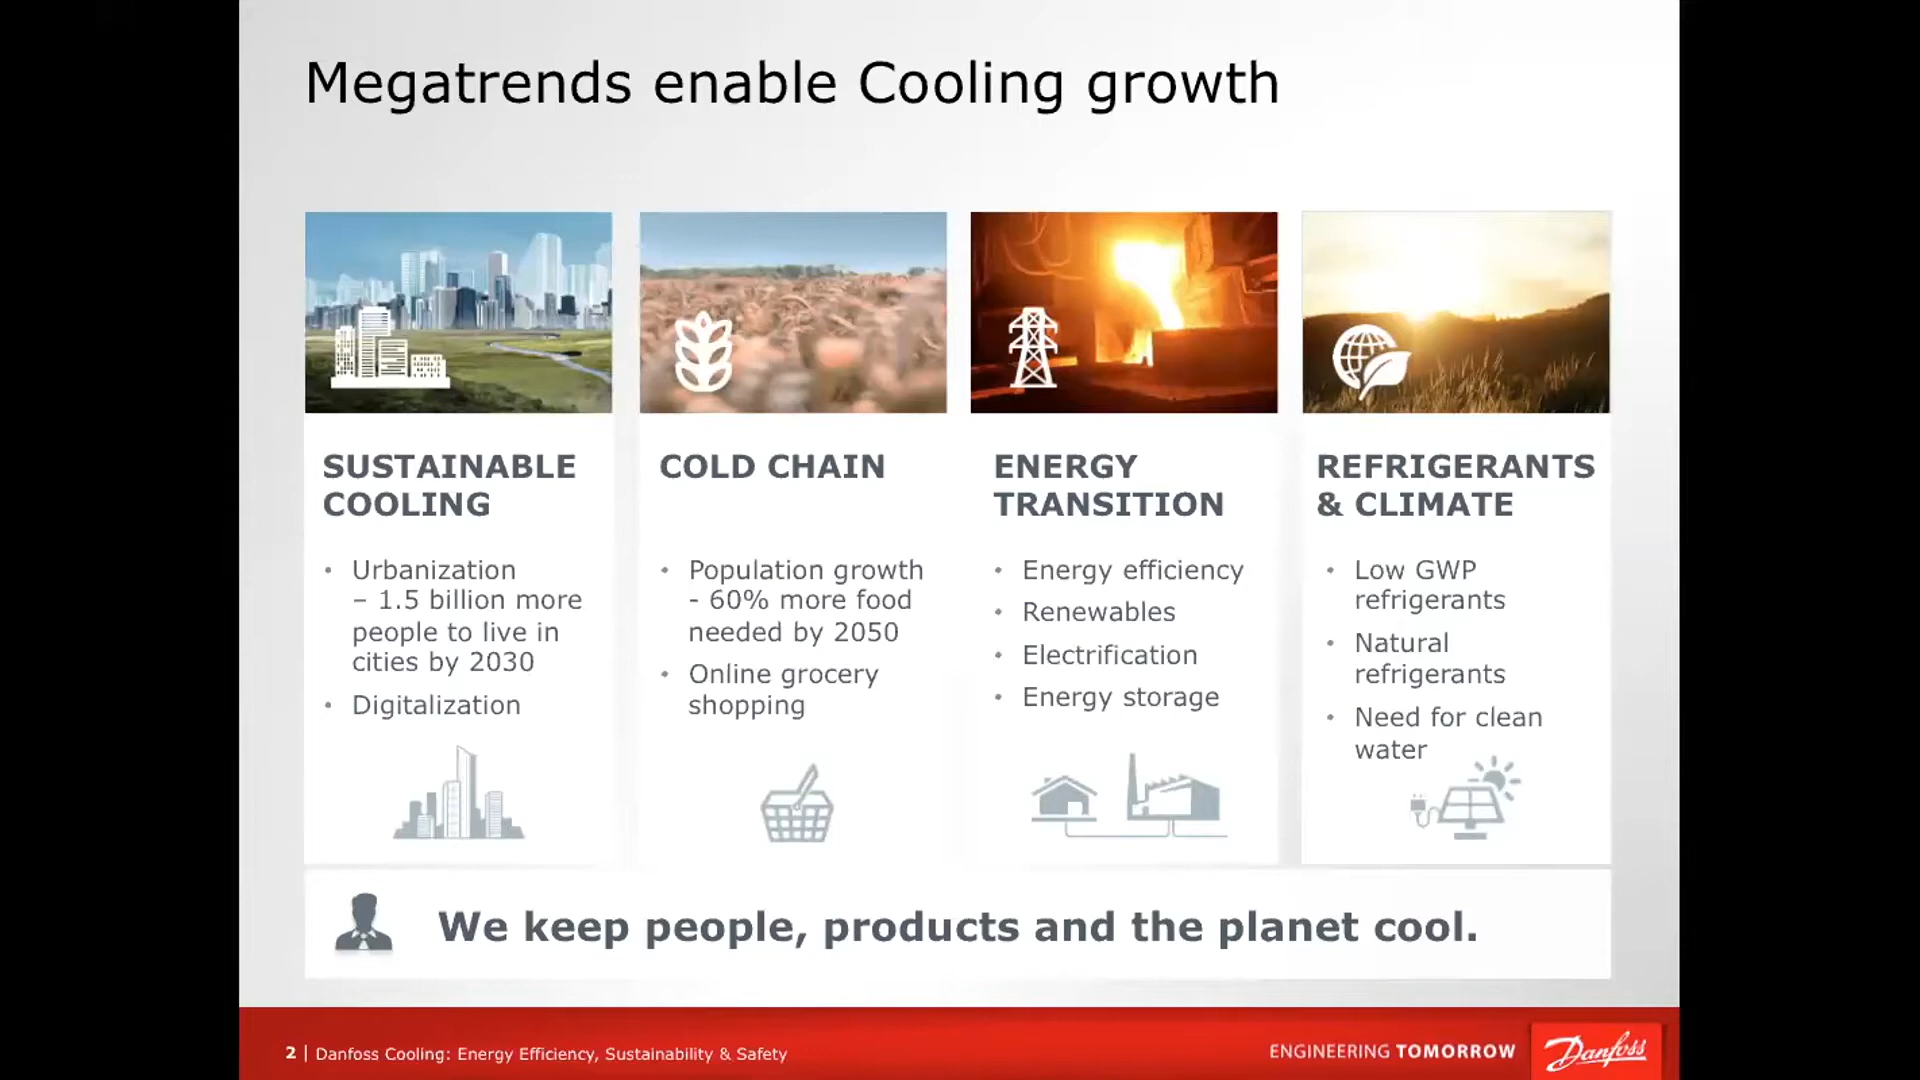 Megatrends enable Cooling growth
SUSTAINABLE
COOLING
• Urbanization
– 1.5 billion more
people to live in
cities by 2030
• Digitalization
COLD CHAIN
• Population growth
- 60% more food
needed by 2050
• Online grocery
shopping
ENERGY
TRANSITION
• Energy efficiency
• Renewables
• Electrification
• Energy storage
REFRIGERANTS
& CLIMATE
• Low GWP
refrigerants
• Natural
refrigerants
• Need for clean
water
We keep people, products and the planet cool.
2 | Danfoss Cooling: Energy Efficiency, Sustainability & Safety
ENGINEERING TOMORROW
Danfoss